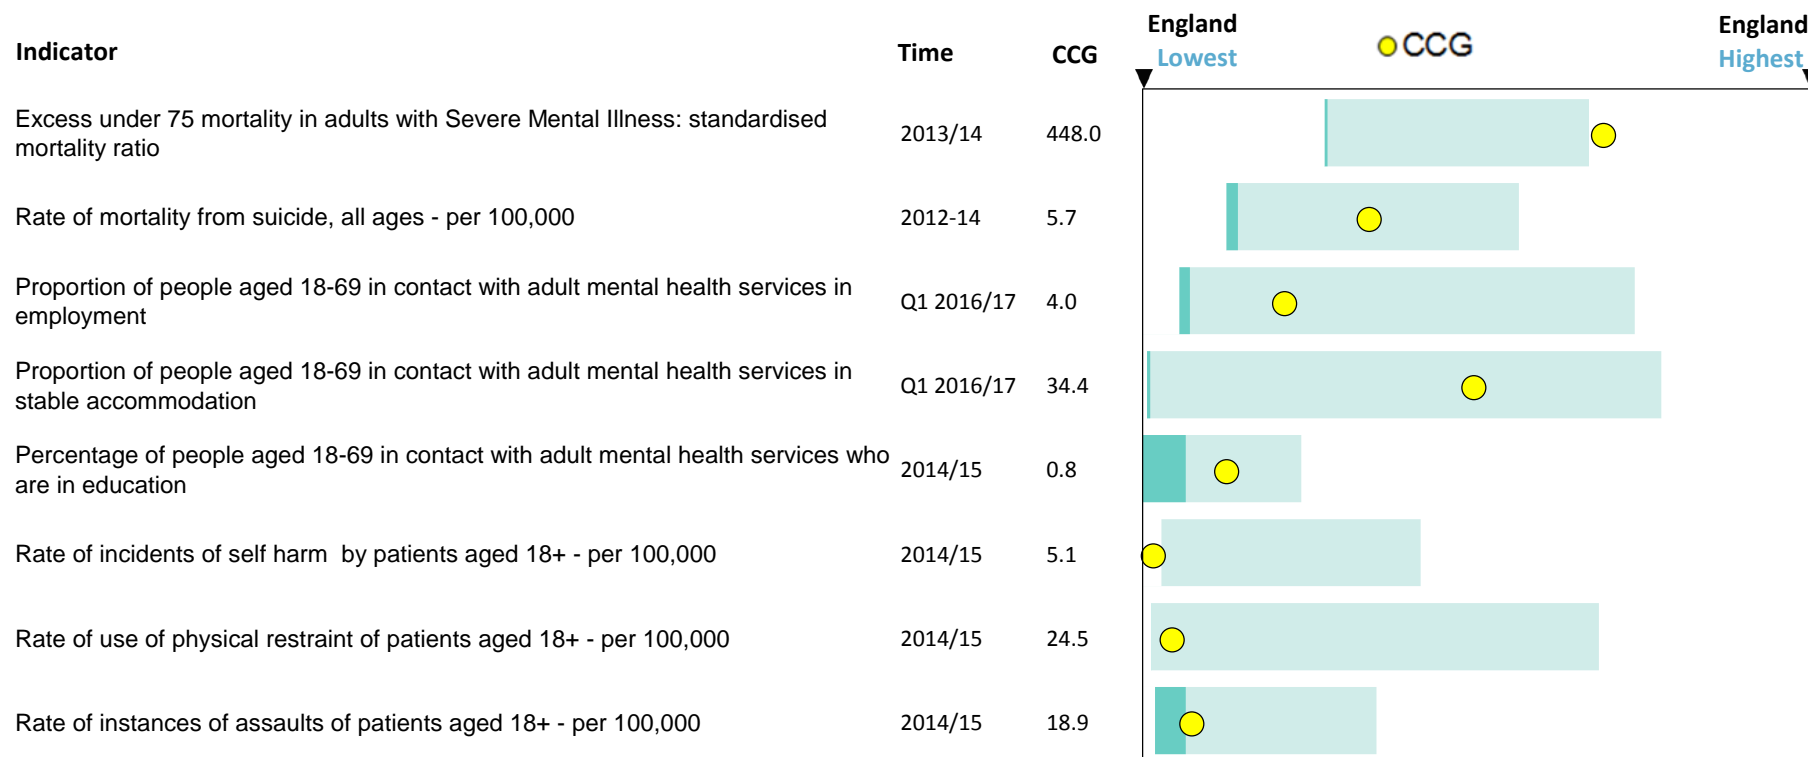 Indicator Time CCG England Lowest CCG England Highest
Excess under 75 mortality in adults with Severe Mental Illness: standardised
mortality ratio
2013/14 448.0
Rate of mortality from suicide, all ages - per 100,000 2012-14 5.7
Proportion of people aged 18-69 in contact with adult mental health services in
employment
Q1 2016/17 4.0
Proportion of people aged 18-69 in contact with adult mental health services in
stable accommodation
Q1 2016/17 34.4
Percentage of people aged 18-69 in contact with adult mental health services who
are in education
2014/15 0.8
Rate of incidents of self harm  by patients aged 18+ - per 100,000 2014/15 5.1
Rate of use of physical restraint of patients aged 18+ - per 100,000 2014/15 24.5
Rate of instances of assaults of patients aged 18+ - per 100,000 2014/15 18.9